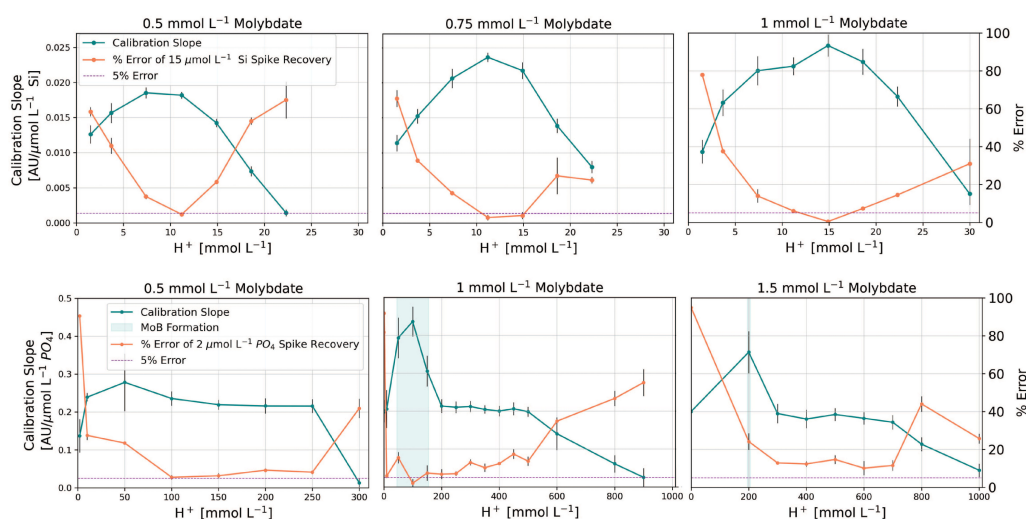 0.5 mmol L⁻¹ Molybdate
0.75 mmol L⁻¹ Molybdate
1 mmol L⁻¹ Molybdate
Calibration Slope
[AU/μmol L⁻¹ Si]
0.025
0.020
0.015
0.010
0.005
0.000
Calibration Slope
% Error of 15 μmol L⁻¹ Si Spike Recovery
5% Error
100
80
60
40
20
0
% Error
0 5 10 15 20 25 30
0 5 10 15 20 25 30
0 5 10 15 20 25 30
H⁺ [mmol L⁻¹]
H⁺ [mmol L⁻¹]
H⁺ [mmol L⁻¹]
0.5 mmol L⁻¹ Molybdate
1 mmol L⁻¹ Molybdate
1.5 mmol L⁻¹ Molybdate
Calibration Slope
[AU/μmol L⁻¹ PO₄]
0.5
0.4
0.3
0.2
0.1
0.0
Calibration Slope
MoB Formation
% Error of 2 μmol L⁻¹ PO₄ Spike Recovery
5% Error
100
80
60
40
20
0
% Error
0 50 100 150 200 250 300
0 200 400 600 800 1000
0 200 400 600 800 1000
H⁺ [mmol L⁻¹]
H⁺ [mmol L⁻¹]
H⁺ [mmol L⁻¹]